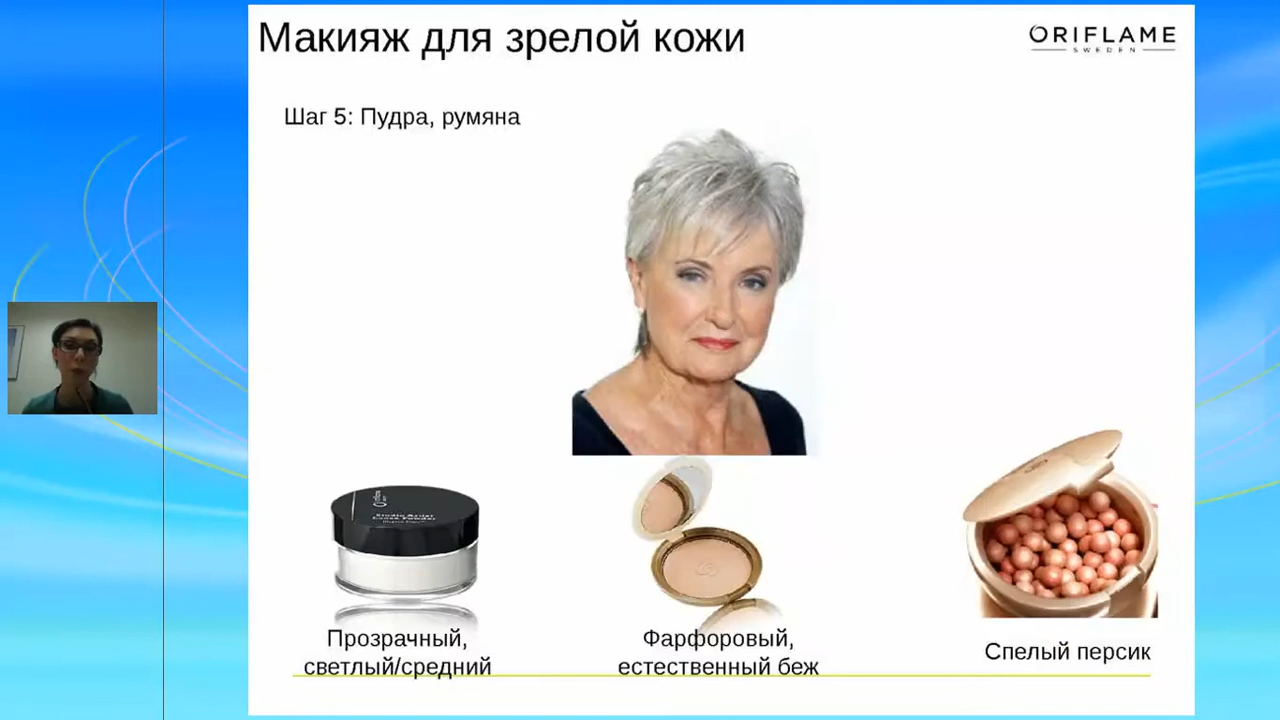 Макияж для зрелой кожи
ORIFLAME
SWEDEN
Шаг 5: Пудра, румяна
Прозрачный,
светлый/средний
Фарфоровый,
естественный беж
Спелый персик